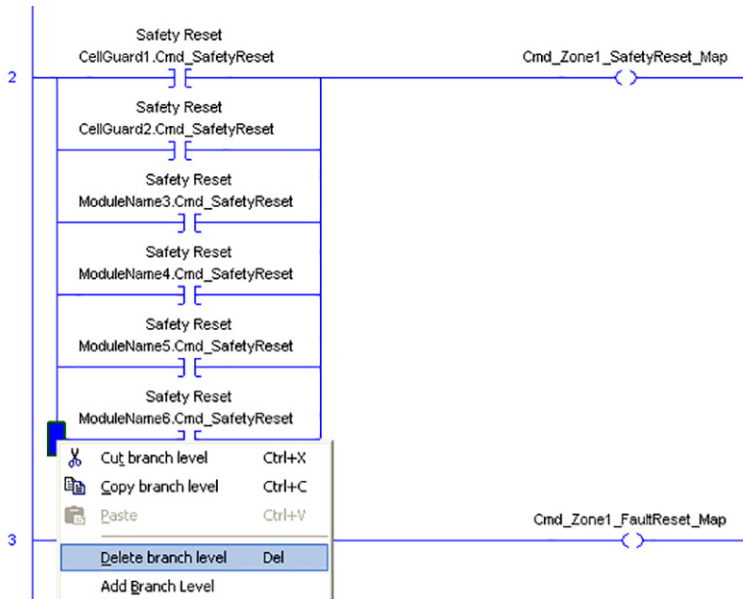 Safety Reset
CellGuard1.Cmd_SafetyReset
Cmd_Zone1_SafetyReset_Map
2
Safety Reset
CellGuard2.Cmd_SafetyReset
Safety Reset
ModuleName3.Cmd_SafetyReset
Safety Reset
ModuleName4.Cmd_SafetyReset
Safety Reset
ModuleName5.Cmd_SafetyReset
Safety Reset
ModuleName6.Cmd_SafetyReset
Cut branch level Ctrl+X
Copy branch level Ctrl+C
Paste Ctrl+V
Cmd_Zone1_FaultReset_Map
3
Delete branch level Del
Add Branch Level